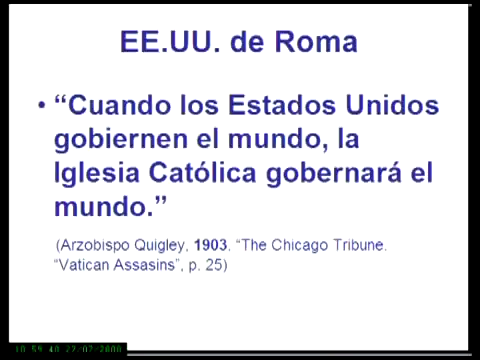 EE.UU. de Roma
• “Cuando los Estados Unidos
gobiernen el mundo, la
Iglesia Católica gobernará el
mundo.”
(Arzobispo Quigley, 1903. “The Chicago Tribune.
“Vatican Assasins”, p. 25)
10 59 40 27/07/2008